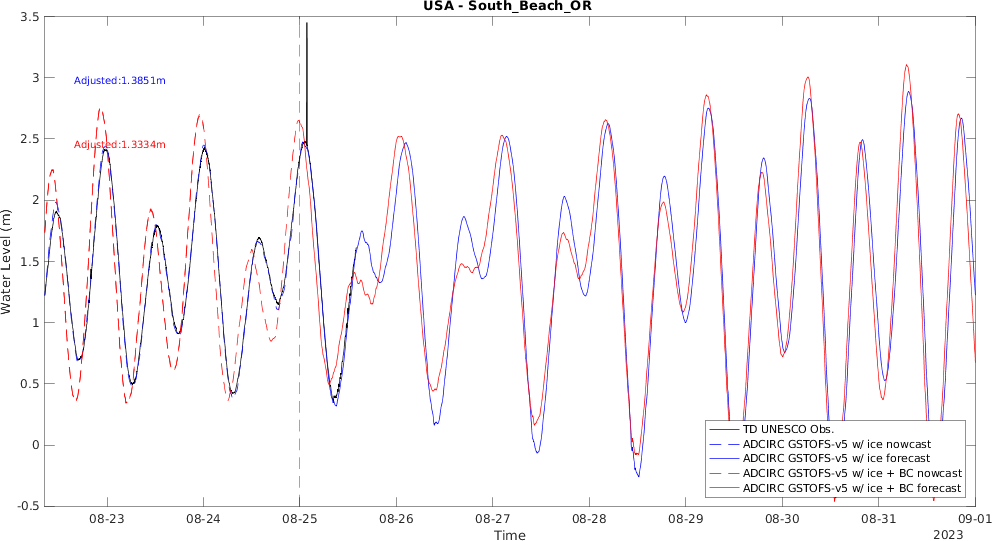 USA - South_Beach_OR
3.5
3
2.5
2
1.5
1
0.5
0
-0.5
Water Level (m)
Adjusted:1.3851m
Adjusted:1.3334m
TD UNESCO Obs.
ADCIRC GSTOFS-v5 w/ ice nowcast
ADCIRC GSTOFS-v5 w/ ice forecast
ADCIRC GSTOFS-v5 w/ ice + BC nowcast
ADCIRC GSTOFS-v5 w/ ice + BC forecast
08-23 08-24 08-25 08-26 08-27 08-28 08-29 08-30 08-31 09-01
Time
2023